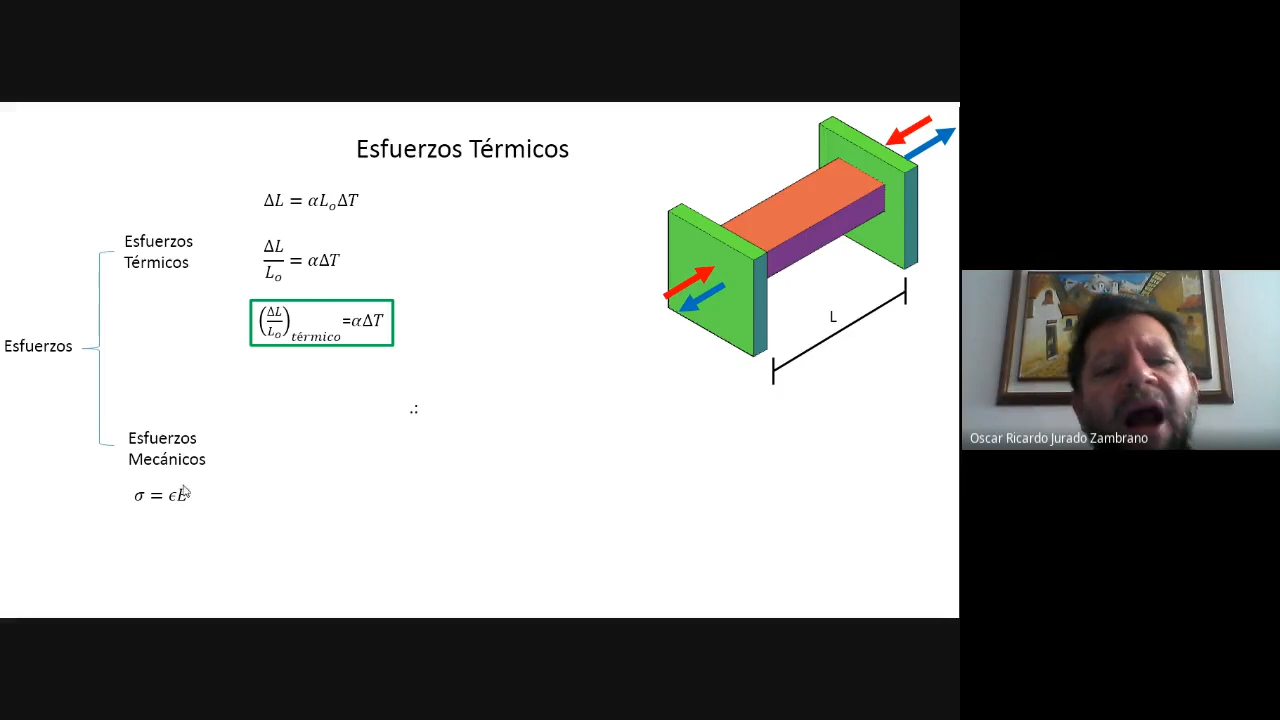 Esfuerzos Térmicos
ΔL = αL₀ΔT
Esfuerzos
Térmicos
ΔL/L₀ = αΔT
(ΔL/L₀)térmico =αΔT
L
Esfuerzos
.:
Esfuerzos
Mecánicos
σ = ϵE
Oscar Ricardo Jurado Zambrano